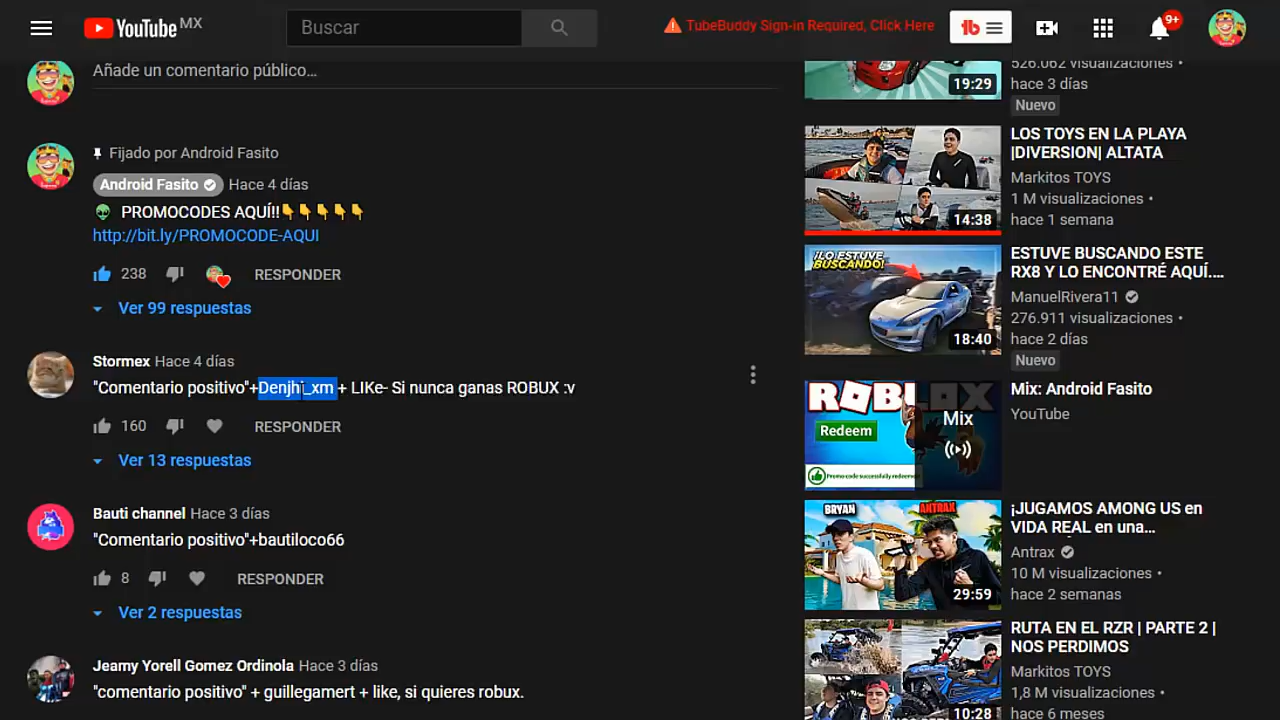 YouTube MX
Buscar
TubeBuddy Sign-in Required, Click Here
tb
9+
Añade un comentario público...
Fijado por Android Fasito
Android Fasito Hace 4 días
👽 PROMOCODES AQUÍ!!👇👇👇👇👇
http://bit.ly/PROMOCODE-AQUI
238 RESPONDER
Ver 99 respuestas
Stormex Hace 4 días
"Comentario positivo"+Denjhi_xm + LIKe- Si nunca ganas ROBUX :v
160 RESPONDER
Ver 13 respuestas
Bauti channel Hace 3 días
"Comentario positivo"+bautiloco66
8 RESPONDER
Ver 2 respuestas
Jeamy Yorell Gomez Ordinola Hace 3 días
"comentario positivo" + guillegamert + like, si quieres robux.
19:29
526.062 visualizaciones •
hace 3 días
Nuevo
14:38
LOS TOYS EN LA PLAYA
|DIVERSION| ALTATA
Markitos TOYS
1 M visualizaciones •
hace 1 semana
¡LO ESTUVE
BUSCANDO!
18:40
ESTUVE BUSCANDO ESTE
RX8 Y LO ENCONTRÉ AQUÍ....
ManuelRivera11
276.911 visualizaciones •
hace 2 días
Nuevo
ROBLOX
Redeem
Promo code successfully redeemed
Mix
Mix: Android Fasito
YouTube
BRYAN
ANTRAX
29:59
¡JUGAMOS AMONG US en
VIDA REAL en una...
Antrax
10 M visualizaciones •
hace 2 semanas
10:28
RUTA EN EL RZR | PARTE 2 |
NOS PERDIMOS
Markitos TOYS
1,8 M visualizaciones •
hace 6 meses